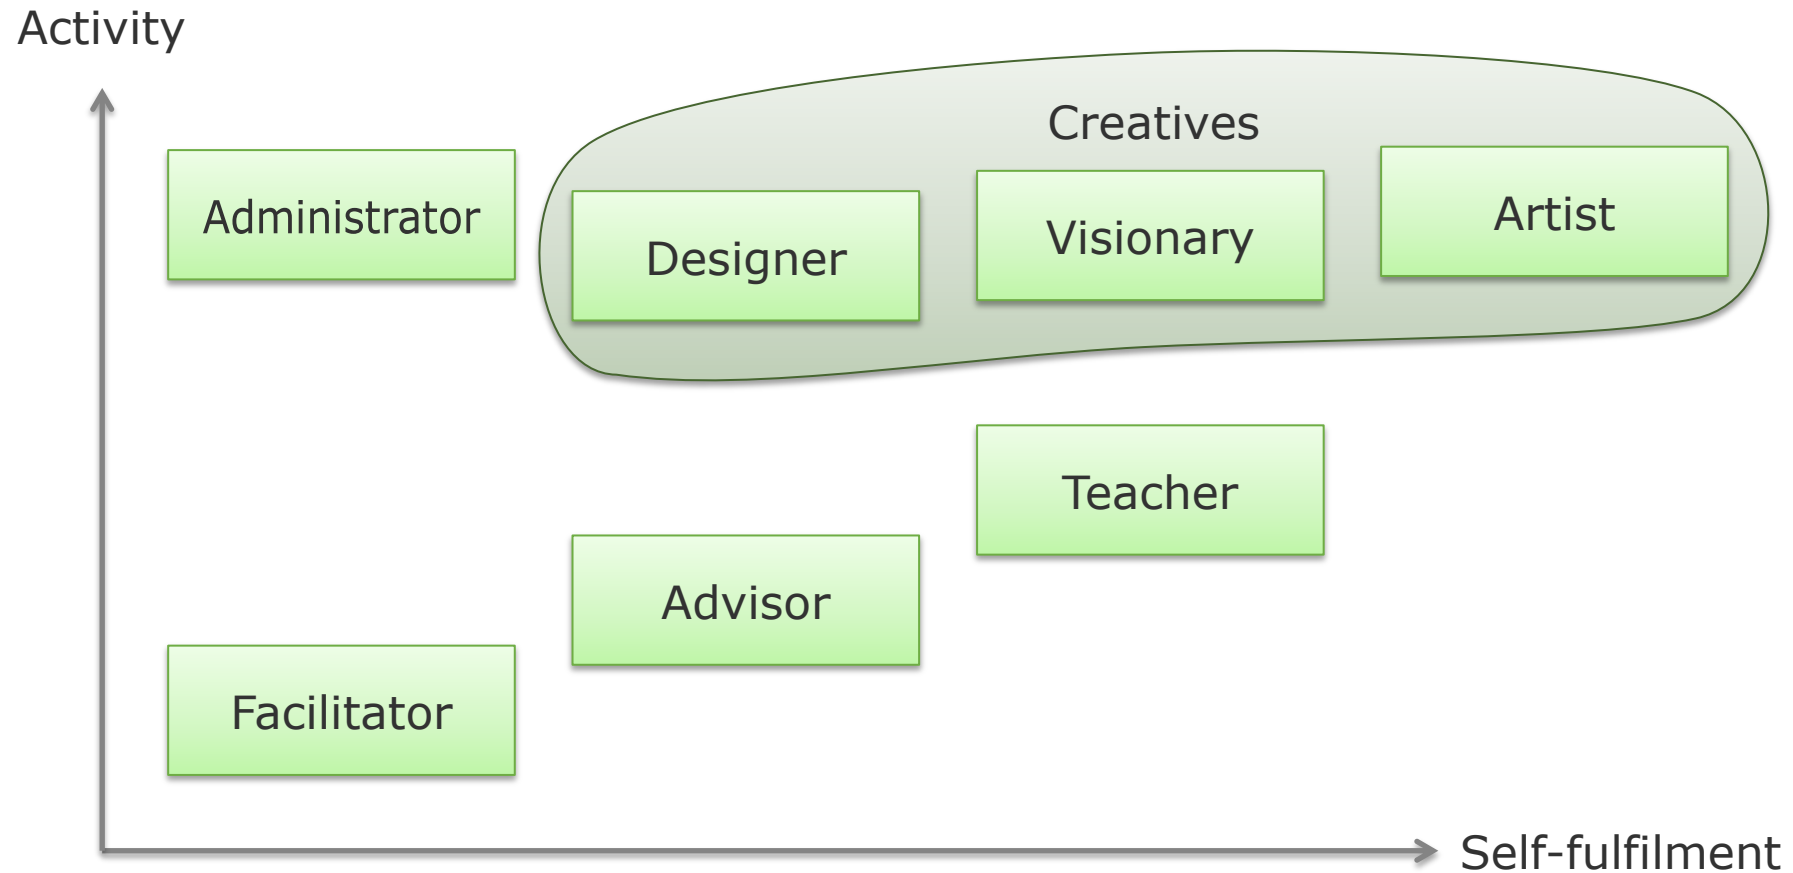 Activity
Creatives
Administrator
Designer
Visionary
Artist
Teacher
Advisor
Facilitator
Self-fulfilment